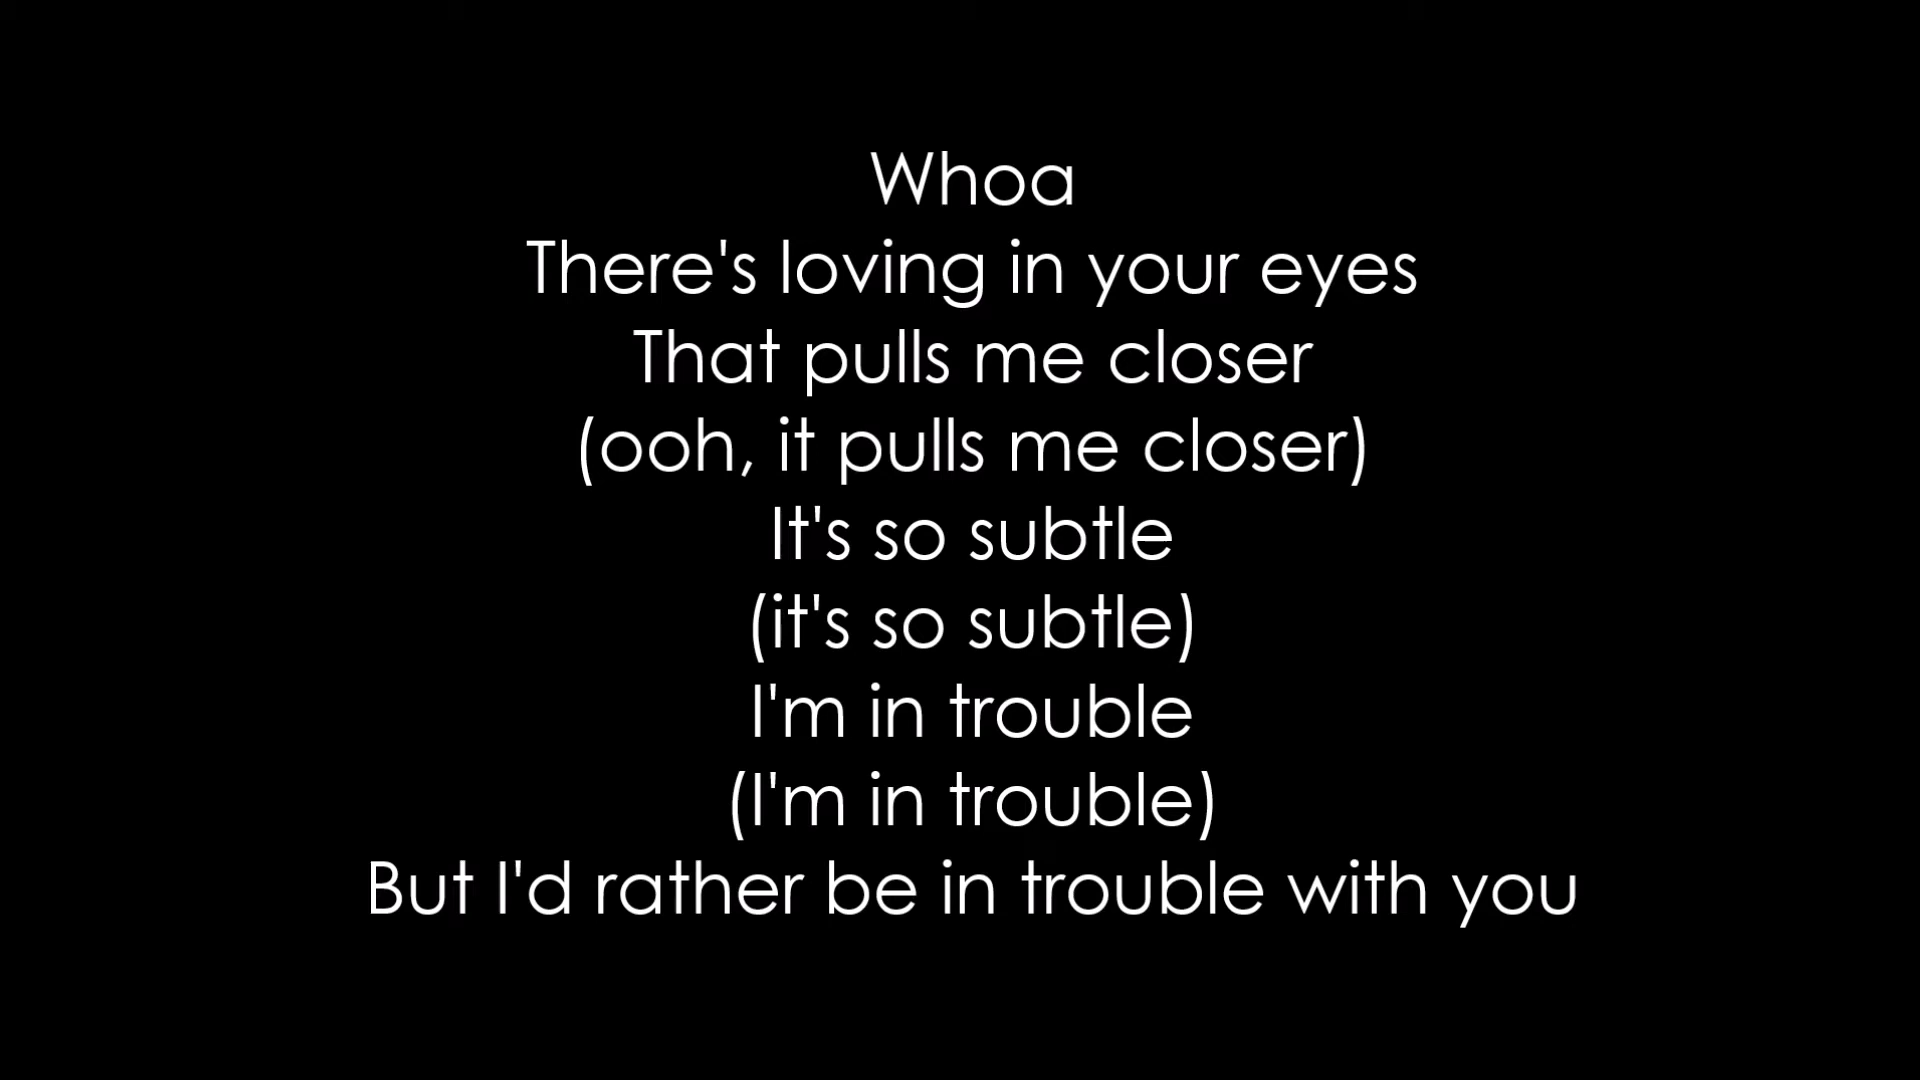 Whoa
There's loving in your eyes
That pulls me closer
(ooh, it pulls me closer)
It's so subtle
(it's so subtle)
I'm in trouble
(I'm in trouble)
But I'd rather be in trouble with you